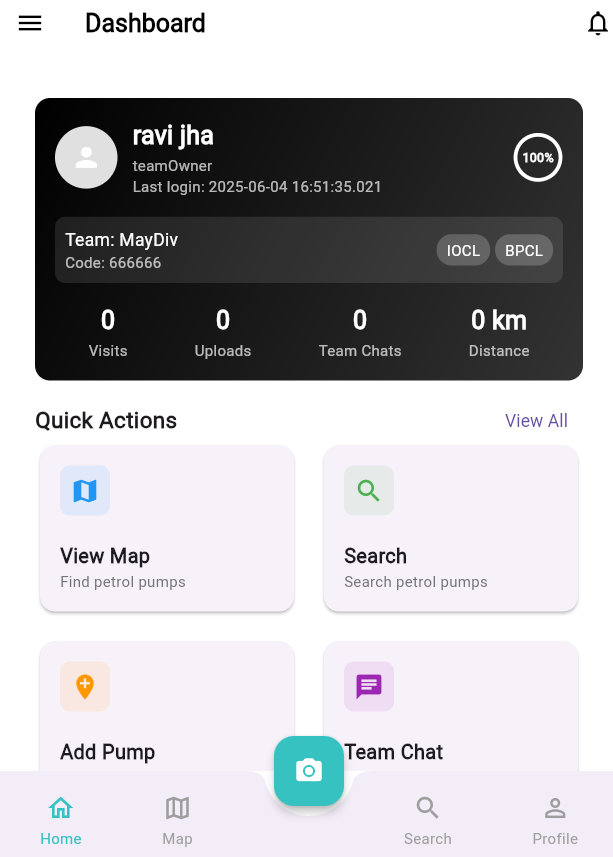 Dashboard
ravi jha
teamOwner
Last login: 2025-06-04 16:51:35.021
100%
Team: MayDiv
Code: 666666
IOCL BPCL
0 0 0 0 km
Visits Uploads Team Chats Distance
Quick Actions View All
View Map
Find petrol pumps
Search
Search petrol pumps
Add Pump
Team Chat
Home Map Search Profile